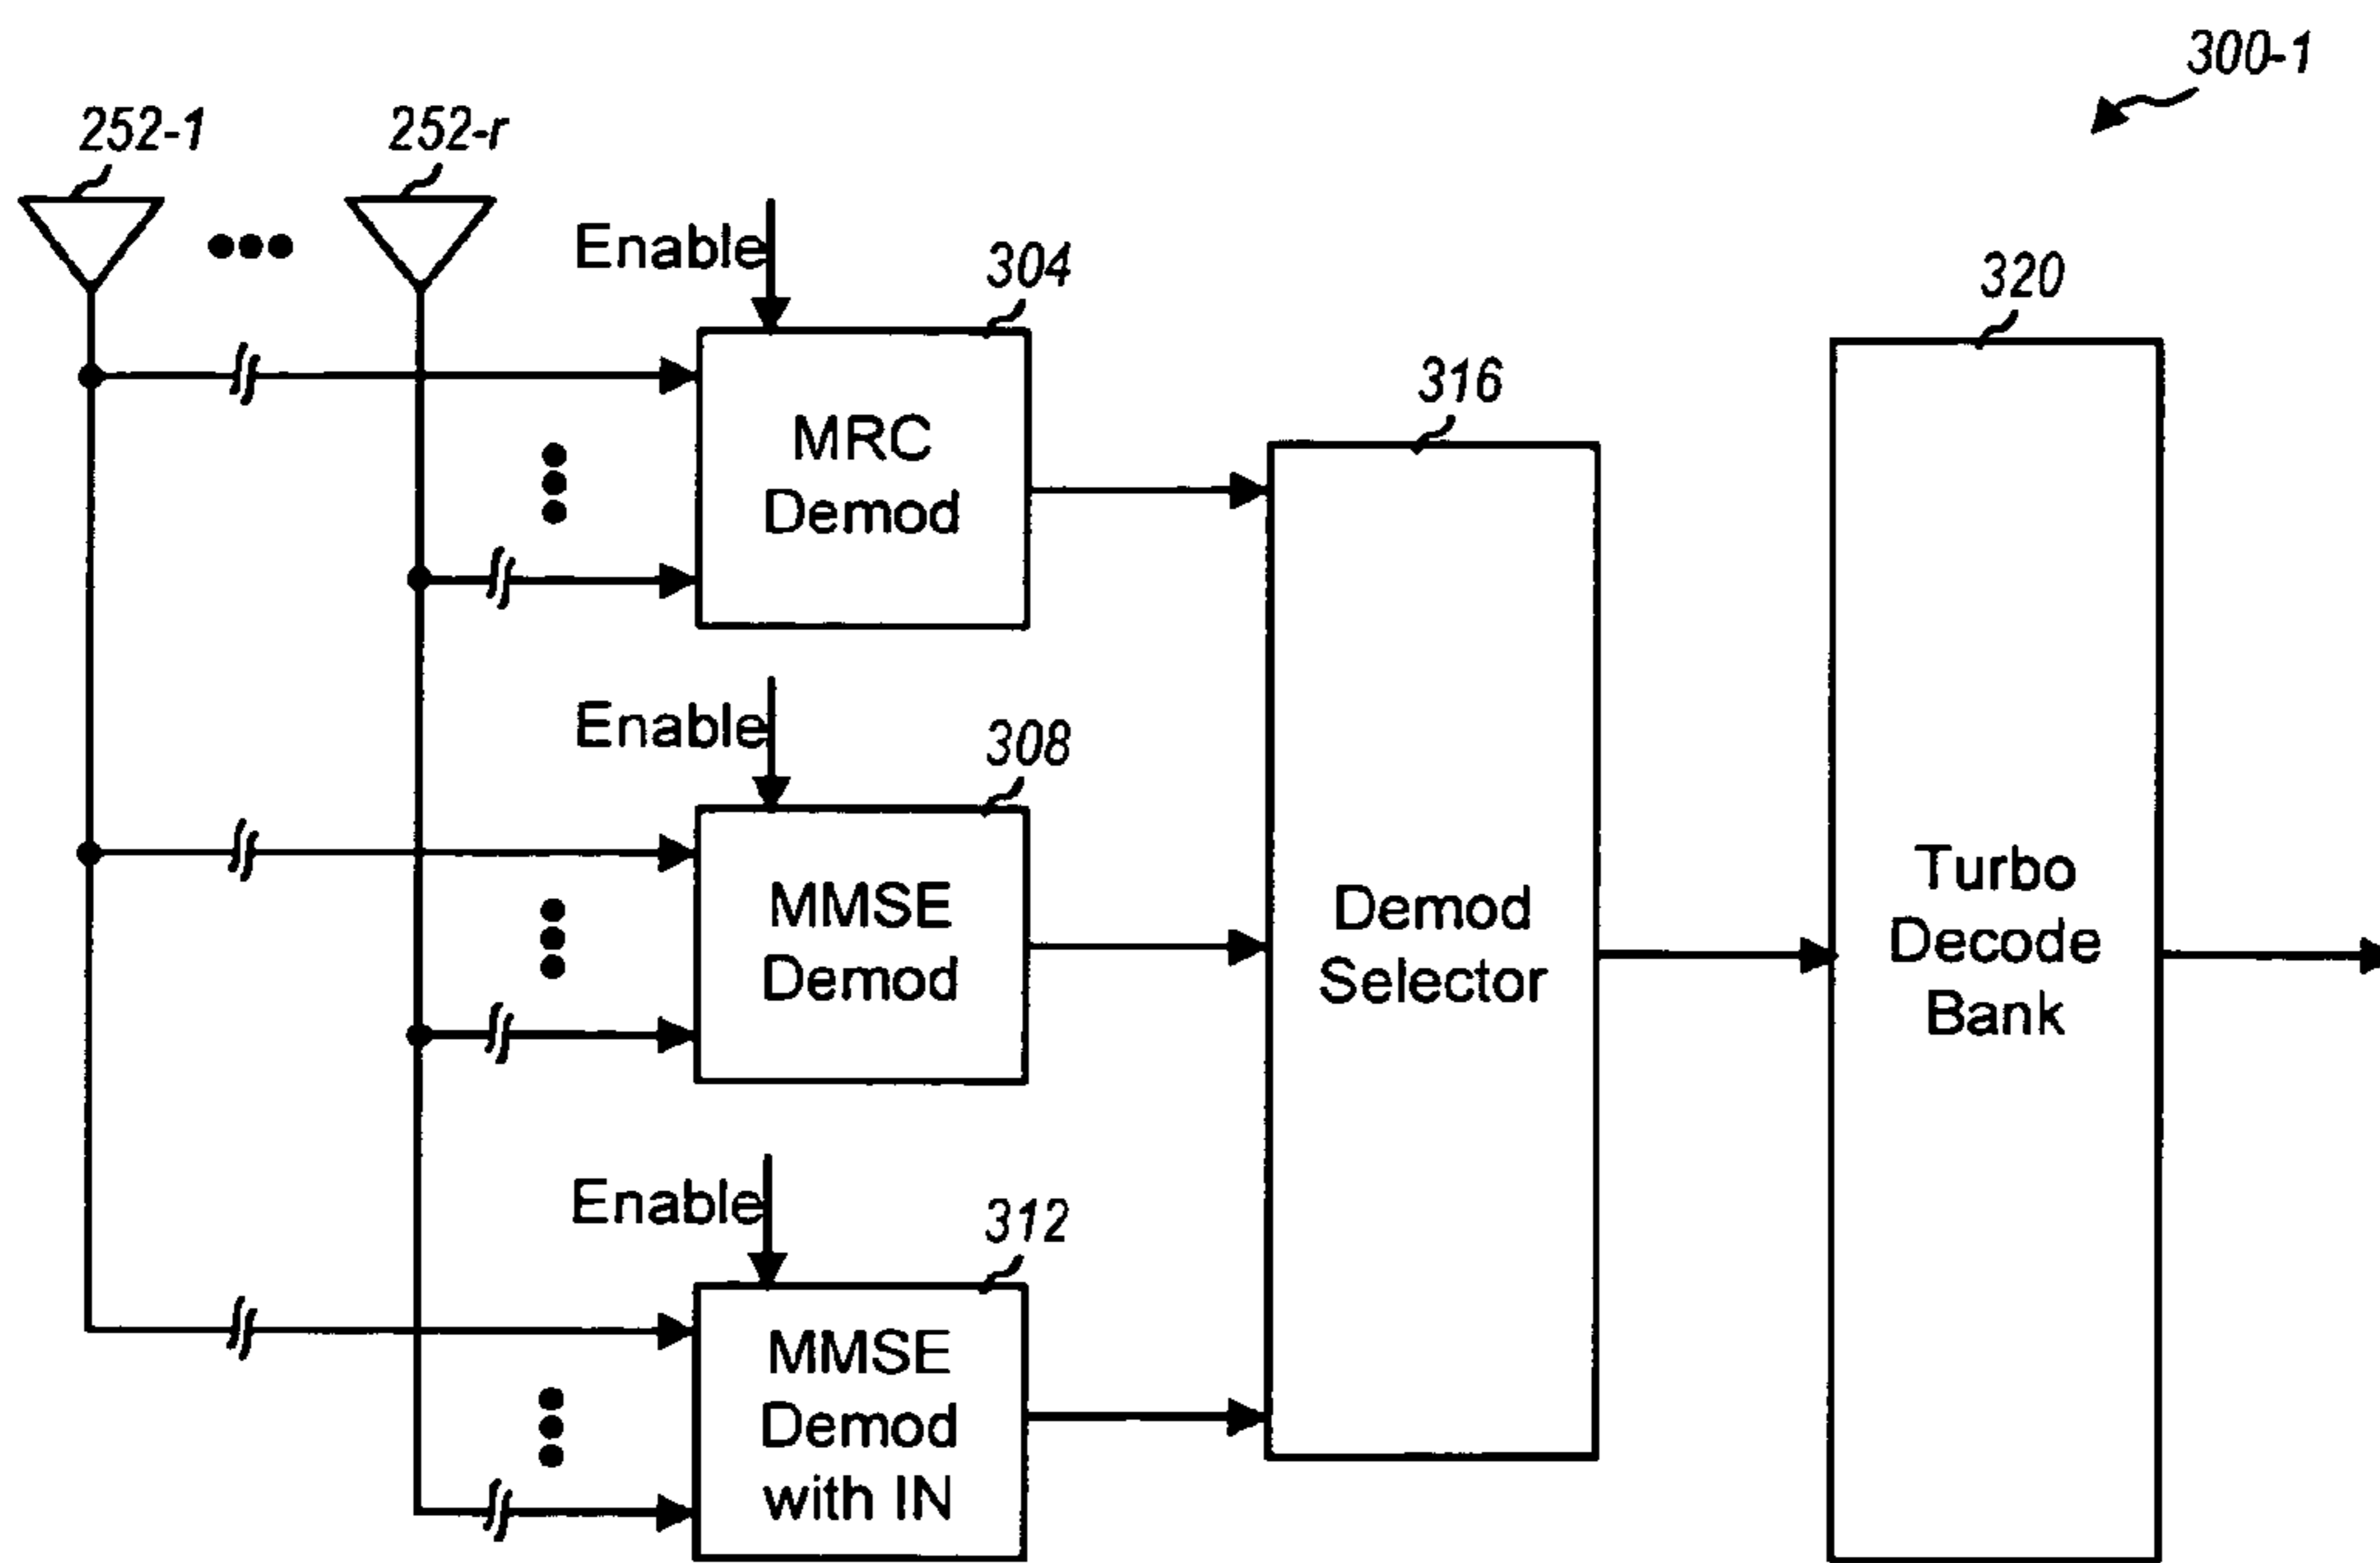 300-1
252-1
252-r
Enable
304
MRC
Demod
316
320
Enable
308
MMSE
Demod
Demod
Selector
Turbo
Decode
Bank
Enable
312
MMSE
Demod
with IN